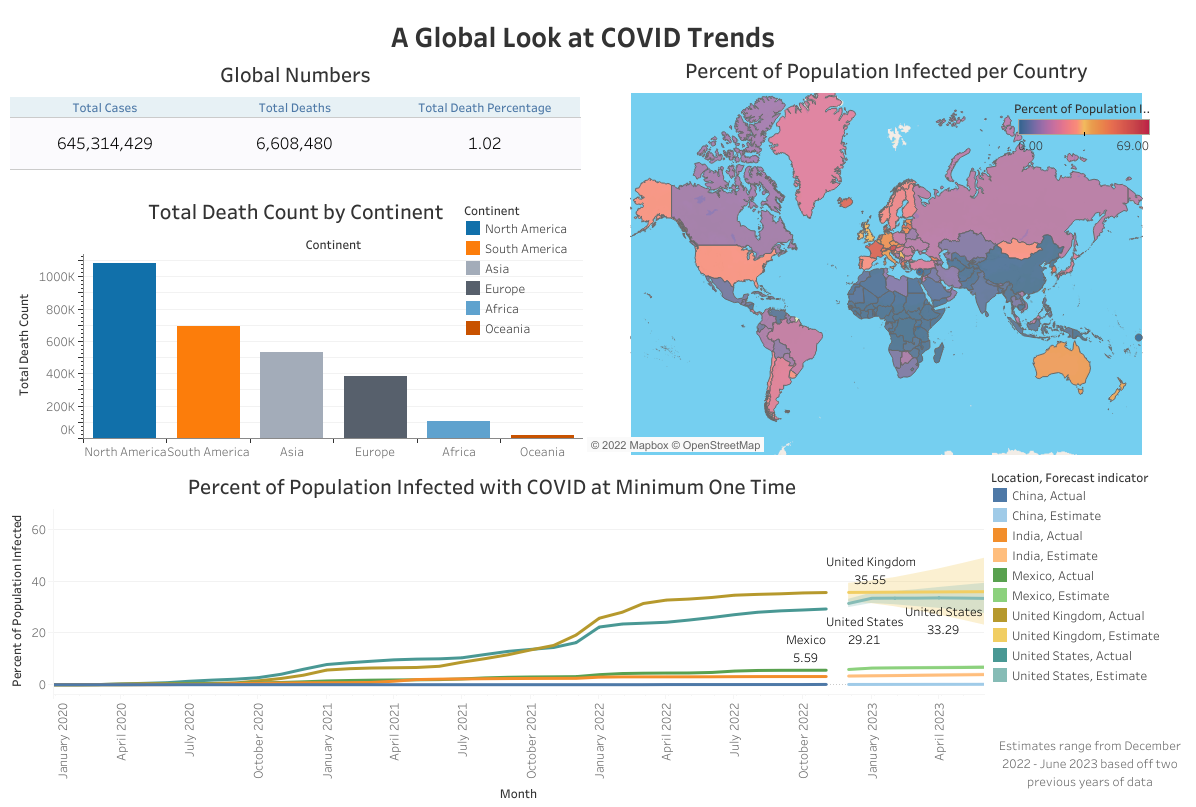 A Global Look at COVID Trends
Global Numbers
Total Cases Total Deaths Total Death Percentage
645,314,429 6,608,480 1.02
Percent of Population Infected per Country
Percent of Population I..
0.00 69.00
© 2022 Mapbox © OpenStreetMap
Total Death Count by Continent
Continent
North America
South America
Asia
Europe
Africa
Oceania
Continent
Total Death Count
1000K
800K
600K
400K
200K
0K
North America South America Asia Europe Africa Oceania
Percent of Population Infected with COVID at Minimum One Time
Percent of Population Infected
60
40
20
0
United Kingdom
35.55
United States
29.21
United States
33.29
Mexico
5.59
January 2020
April 2020
July 2020
October 2020
January 2021
April 2021
July 2021
October 2021
January 2022
April 2022
July 2022
October 2022
January 2023
April 2023
Month
Location, Forecast indicator
China, Actual
China, Estimate
India, Actual
India, Estimate
Mexico, Actual
Mexico, Estimate
United Kingdom, Actual
United Kingdom, Estimate
United States, Actual
United States, Estimate
Estimates range from December
2022 - June 2023 based off two
previous years of data